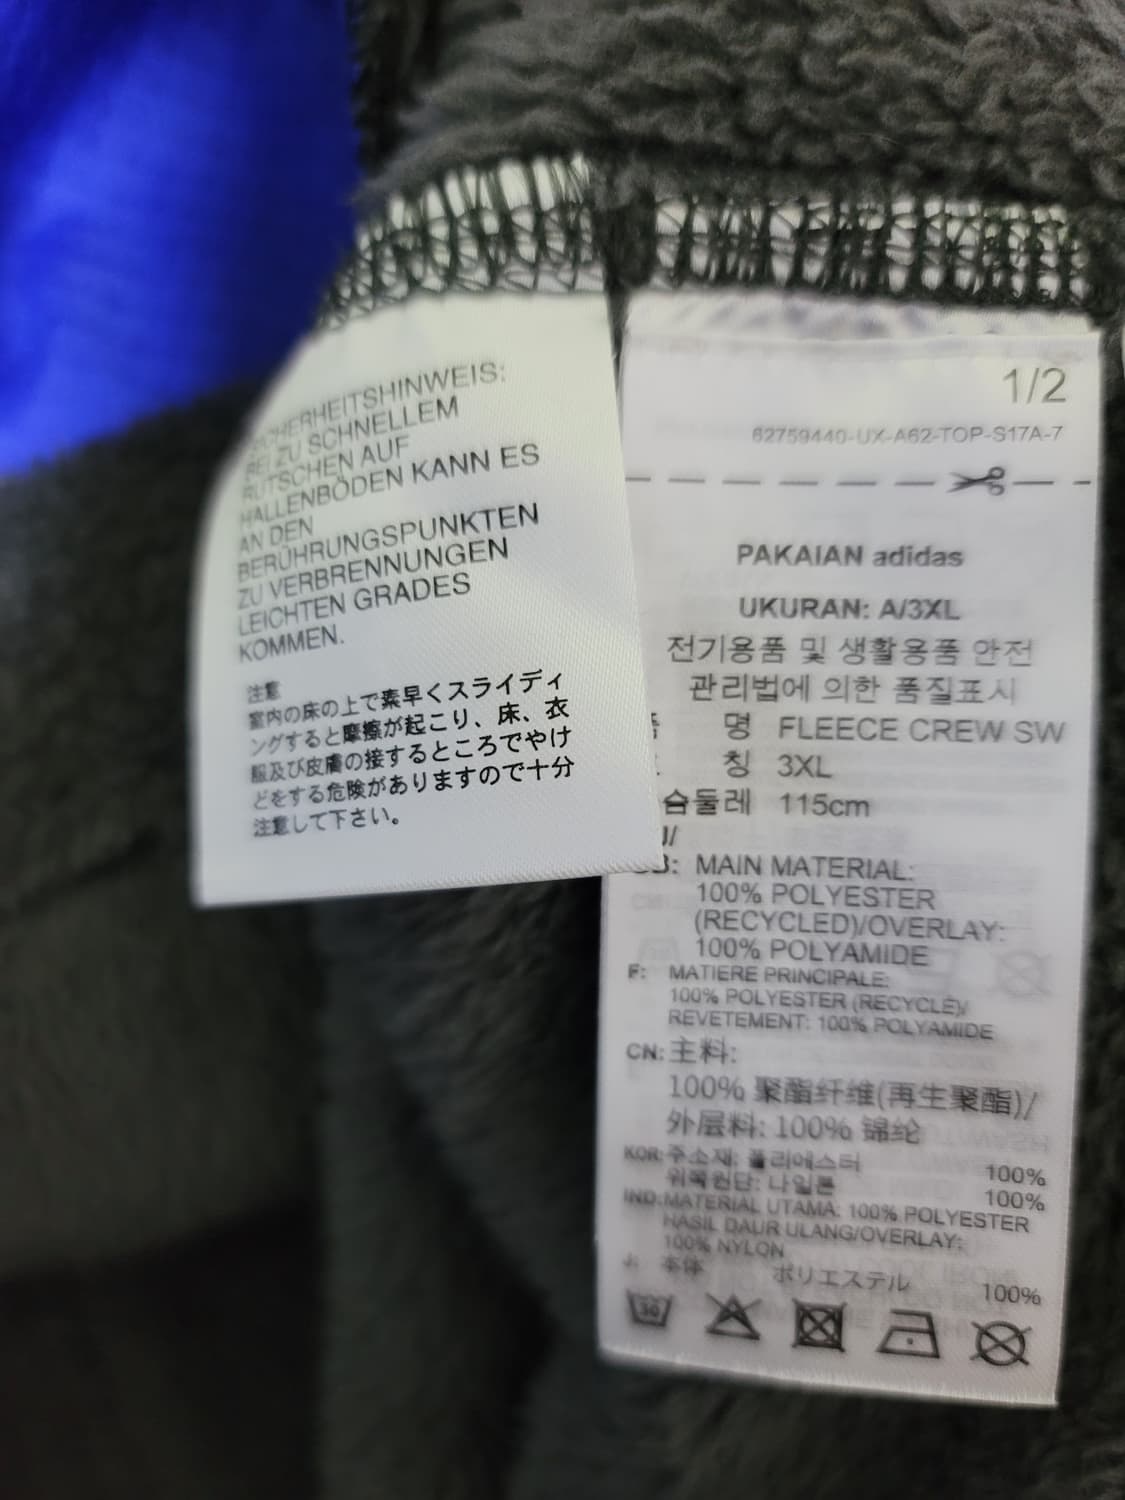 SICHERHEITSHINWEIS:
BEI ZU SCHNELLEM
RUTSCHEN AUF
HALLENBÖDEN KANN ES
AN DEN
BERÜHRUNGSPUNKTEN
ZU VERBRENNUNGEN
LEICHTEN GRADES
KOMMEN.
注意
室内の床の上で素早くスライディ
ングすると摩擦が起こり、床、衣
服及び皮膚の接するところでやけ
どをする危険がありますので十分
注意して下さい。
1/2
62759440-UX-A62-TOP-S17A-7
PAKAIAN adidas
UKURAN: A/3XL
전기용품 및 생활용품 안전
관리법에 의한 품질표시
명 FLEECE CREW SW
칭 3XL
슴둘레 115cm
MAIN MATERIAL:
100% POLYESTER
(RECYCLED)/OVERLAY:
100% POLYAMIDE
F: MATIERE PRINCIPALE:
100% POLYESTER (RECYCLE)/
REVETEMENT: 100% POLYAMIDE
CN: 主料:
100% 聚酯纤维(再生聚酯)/
外层料: 100% 锦纶
KOR: 주소재: 폴리에스터 100%
위쪽원단: 나일론 100%
IND: MATERIAL UTAMA: 100% POLYESTER
HASIL DAUR ULANG/OVERLAY:
100% NYLON
本体 ポリエステル 100%
30